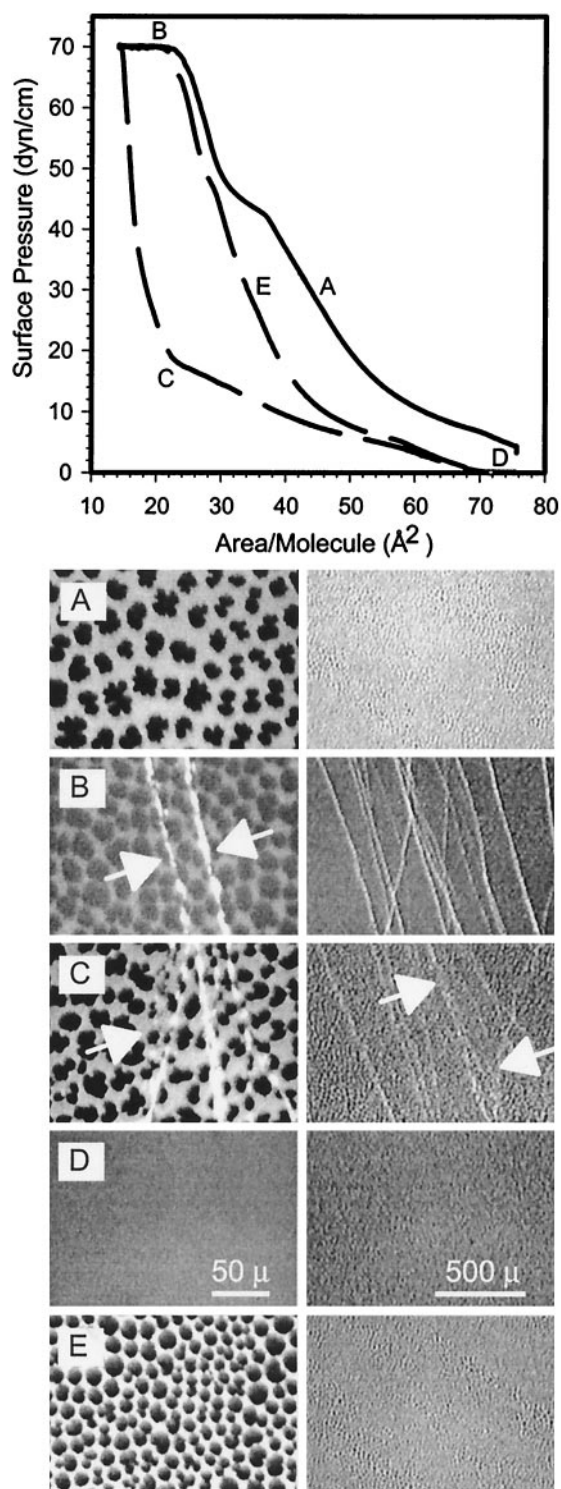 70
60
50
40
30
20
10
0
Surface Pressure (dyn/cm)
B
A
E
C
D
10 20 30 40 50 60 70 80
Area/Molecule (Å²)
A
B
C
D
50 μ
500 μ
E